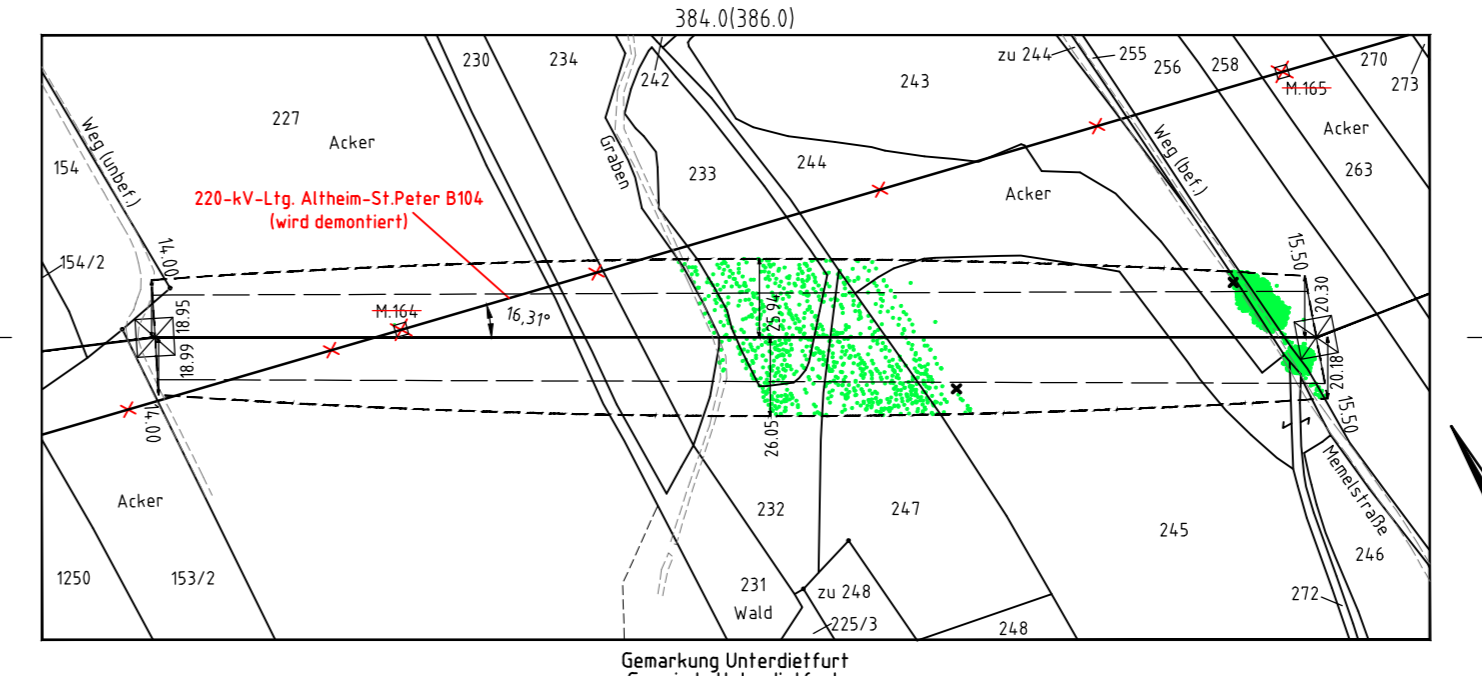 384.0(386.0)
230
234
242
243
zu 244
255
256
258
270
273
M.165
227
Acker
Weg (unbef.)
154
Graben
233
244
Weg (bef.)
Acker
263
Acker
220-kV-Ltg. Altheim-St.Peter B104
(wird demontiert)
154/2
14.00
18.95
M.164
16,31°
25.94
15.50
20.30
18.99
14.00
26.05
20.18
15.50
Memelstraße
Acker
232
247
245
246
1250
153/2
231
Wald
zu 248
225/3
248
272
Gemarkung Unterdietfurt